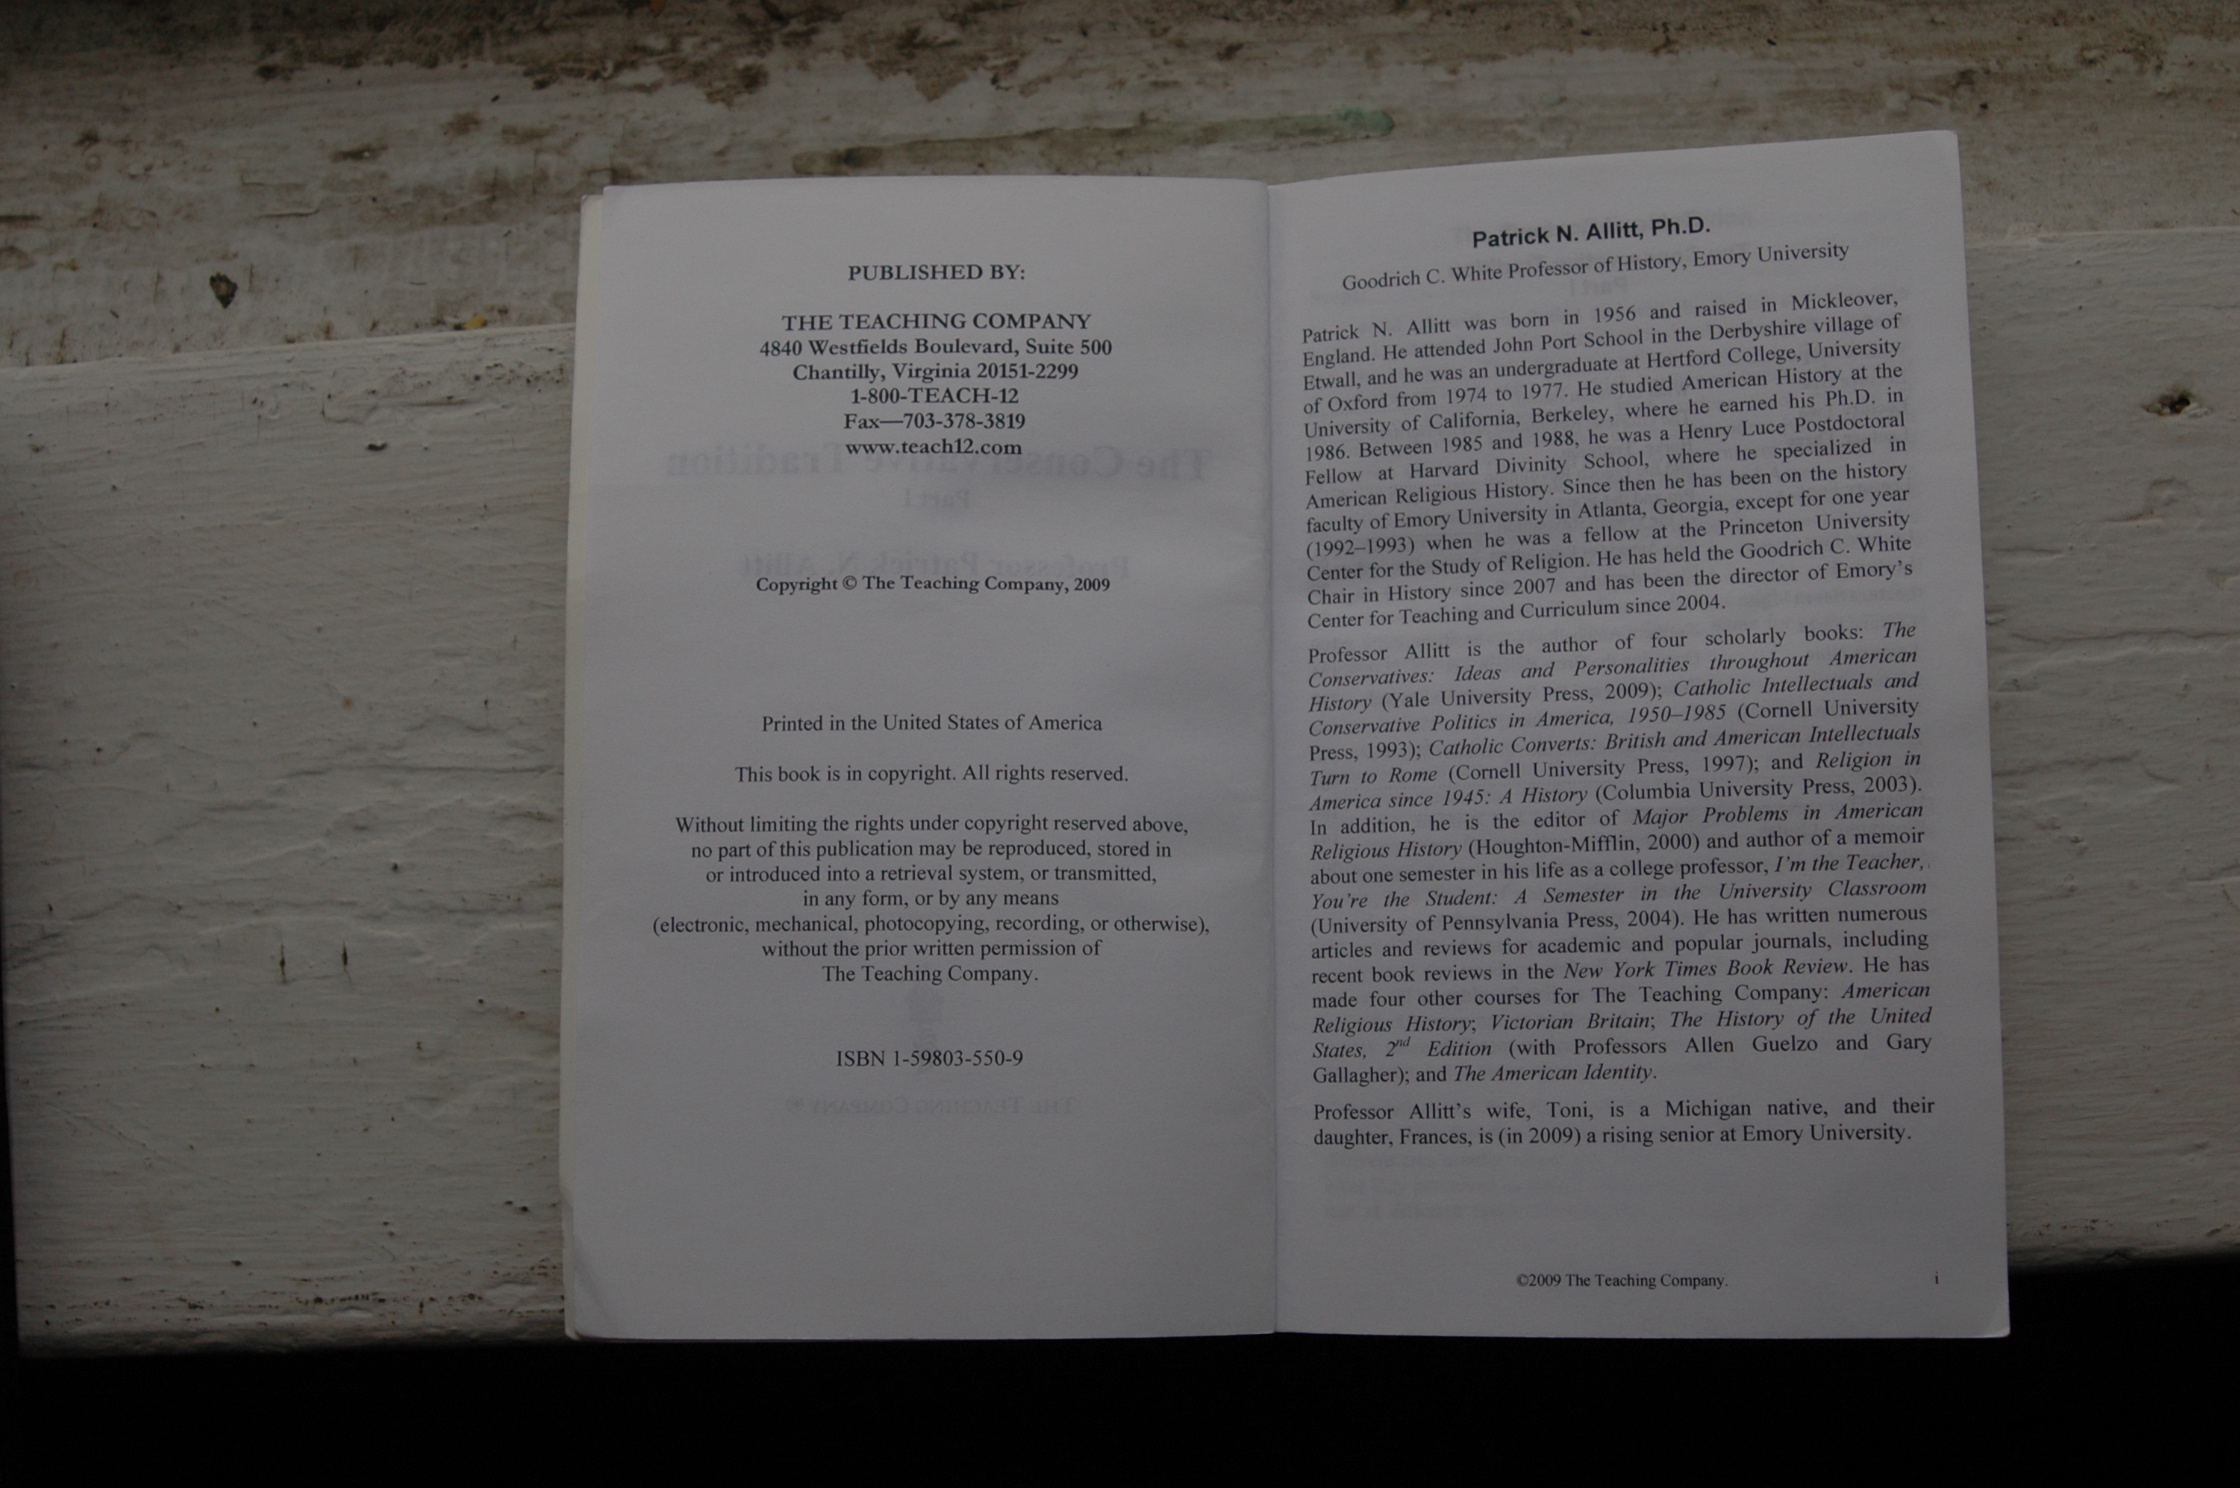 PUBLISHED BY:
THE TEACHING COMPANY
4840 Westfields Boulevard, Suite 500
Chantilly, Virginia 20151-2299
1-800-TEACH-12
Fax—703-378-3819
www.teach12.com
The Conservative Tradition
Part I
Professor Patrick N. Allitt
Copyright © The Teaching Company, 2009
Printed in the United States of America
This book is in copyright. All rights reserved.
Without limiting the rights under copyright reserved above,
no part of this publication may be reproduced, stored in
or introduced into a retrieval system, or transmitted,
in any form, or by any means
(electronic, mechanical, photocopying, recording, or otherwise),
without the prior written permission of
The Teaching Company.
ISBN 1-59803-550-9
THE TEACHING COMPANY ®
Patrick N. Allitt, Ph.D.
Goodrich C. White Professor of History, Emory University
Patrick N. Allitt was born in 1956 and raised in Mickleover,
England. He attended John Port School in the Derbyshire village of
Etwall, and he was an undergraduate at Hertford College, University
of Oxford from 1974 to 1977. He studied American History at the
University of California, Berkeley, where he earned his Ph.D. in
1986. Between 1985 and 1988, he was a Henry Luce Postdoctoral
Fellow at Harvard Divinity School, where he specialized in
American Religious History. Since then he has been on the history
faculty of Emory University in Atlanta, Georgia, except for one year
(1992–1993) when he was a fellow at the Princeton University
Center for the Study of Religion. He has held the Goodrich C. White
Chair in History since 2007 and has been the director of Emory's
Center for Teaching and Curriculum since 2004.
Professor Allitt is the author of four scholarly books: The
Conservatives: Ideas and Personalities throughout American
History (Yale University Press, 2009); Catholic Intellectuals and
Conservative Politics in America, 1950–1985 (Cornell University
Press, 1993); Catholic Converts: British and American Intellectuals
Turn to Rome (Cornell University Press, 1997); and Religion in
America since 1945: A History (Columbia University Press, 2003).
In addition, he is the editor of Major Problems in American
Religious History (Houghton-Mifflin, 2000) and author of a memoir
about one semester in his life as a college professor, I'm the Teacher,
You're the Student: A Semester in the University Classroom
(University of Pennsylvania Press, 2004). He has written numerous
articles and reviews for academic and popular journals, including
recent book reviews in the New York Times Book Review. He has
made four other courses for The Teaching Company: American
Religious History; Victorian Britain; The History of the United
States, 2nd Edition (with Professors Allen Guelzo and Gary
Gallagher); and The American Identity.
Professor Allitt's wife, Toni, is a Michigan native, and their
daughter, Frances, is (in 2009) a rising senior at Emory University.
©2009 The Teaching Company.
i